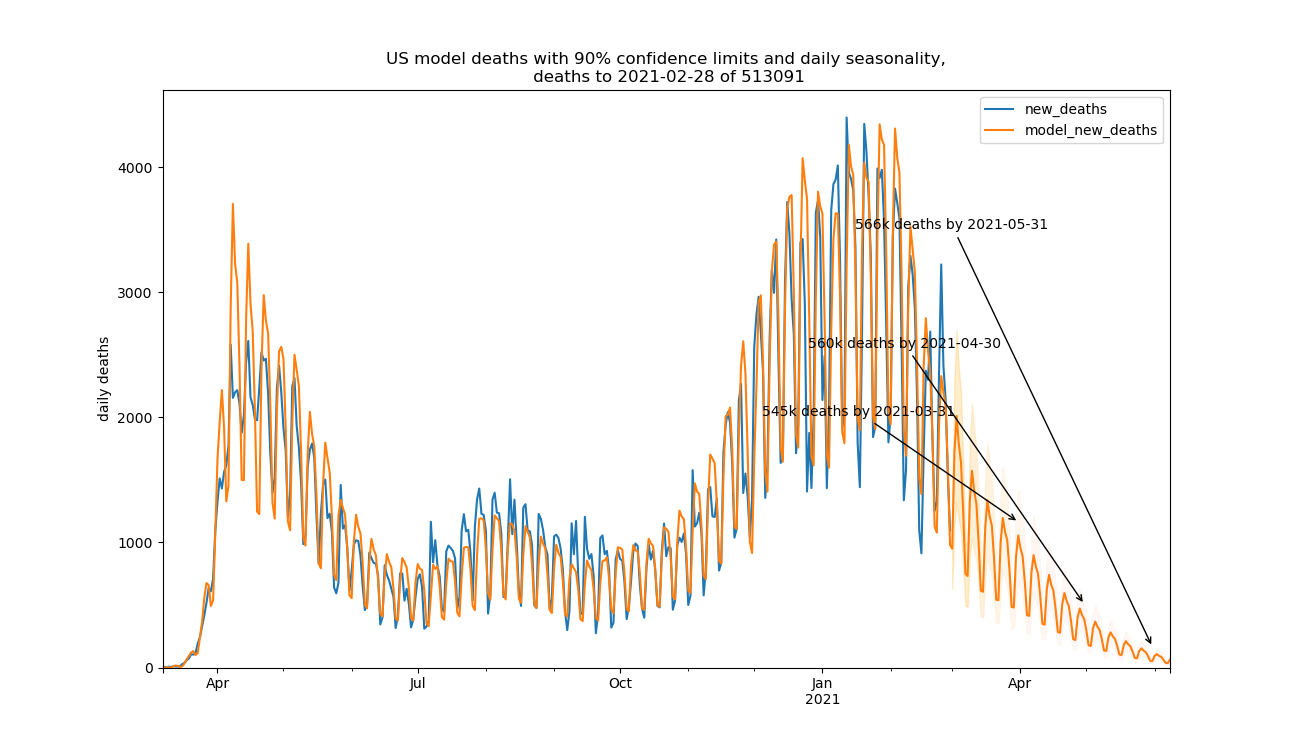 US model deaths with 90% confidence limits and daily seasonality,
deaths to 2021-02-28 of 513091
new_deaths
model_new_deaths
4000
3000
2000
1000
0
daily deaths
566k deaths by 2021-05-31
560k deaths by 2021-04-30
545k deaths by 2021-03-31
Apr
Jul
Oct
Jan
2021
Apr